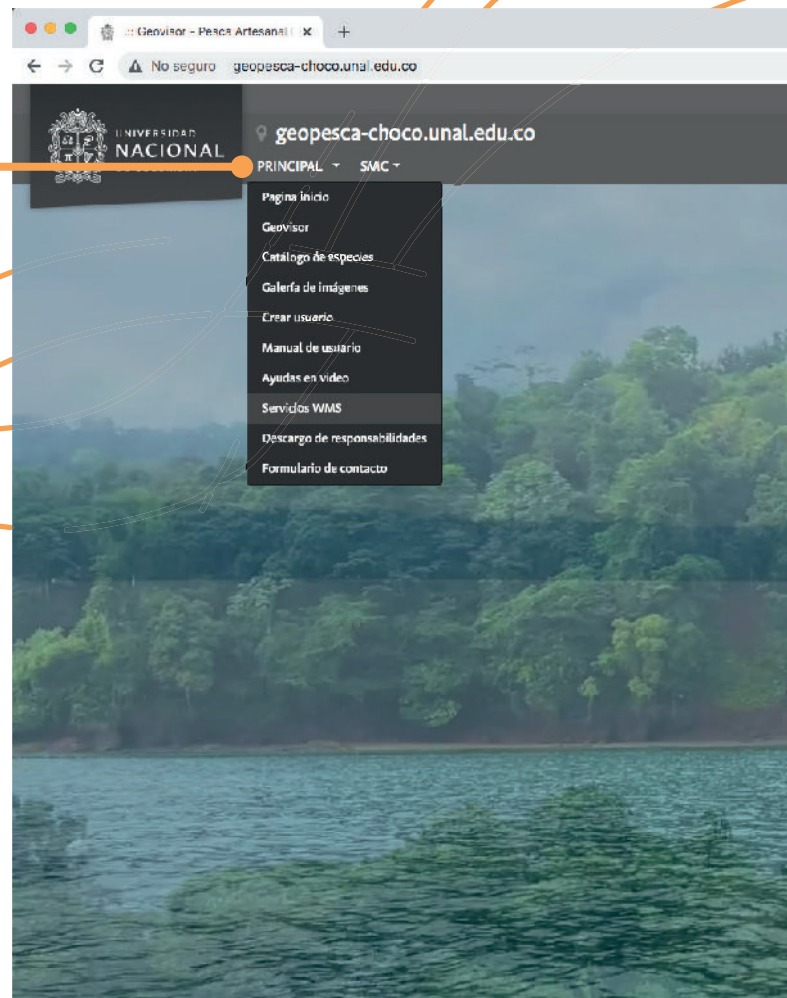 .:: Geovisor - Pesca Artesanal
No seguro geopesca-choco.unal.edu.co
UNIVERSIDAD
NACIONAL
geopesca-choco.unal.edu.co
PRINCIPAL SMC
Pagina inicio
Geovisor
Catálogo de especies
Galería de imágenes
Crear usuario
Manual de usuario
Ayudas en video
Servicios WMS
Descargo de responsabilidades
Formulario de contacto